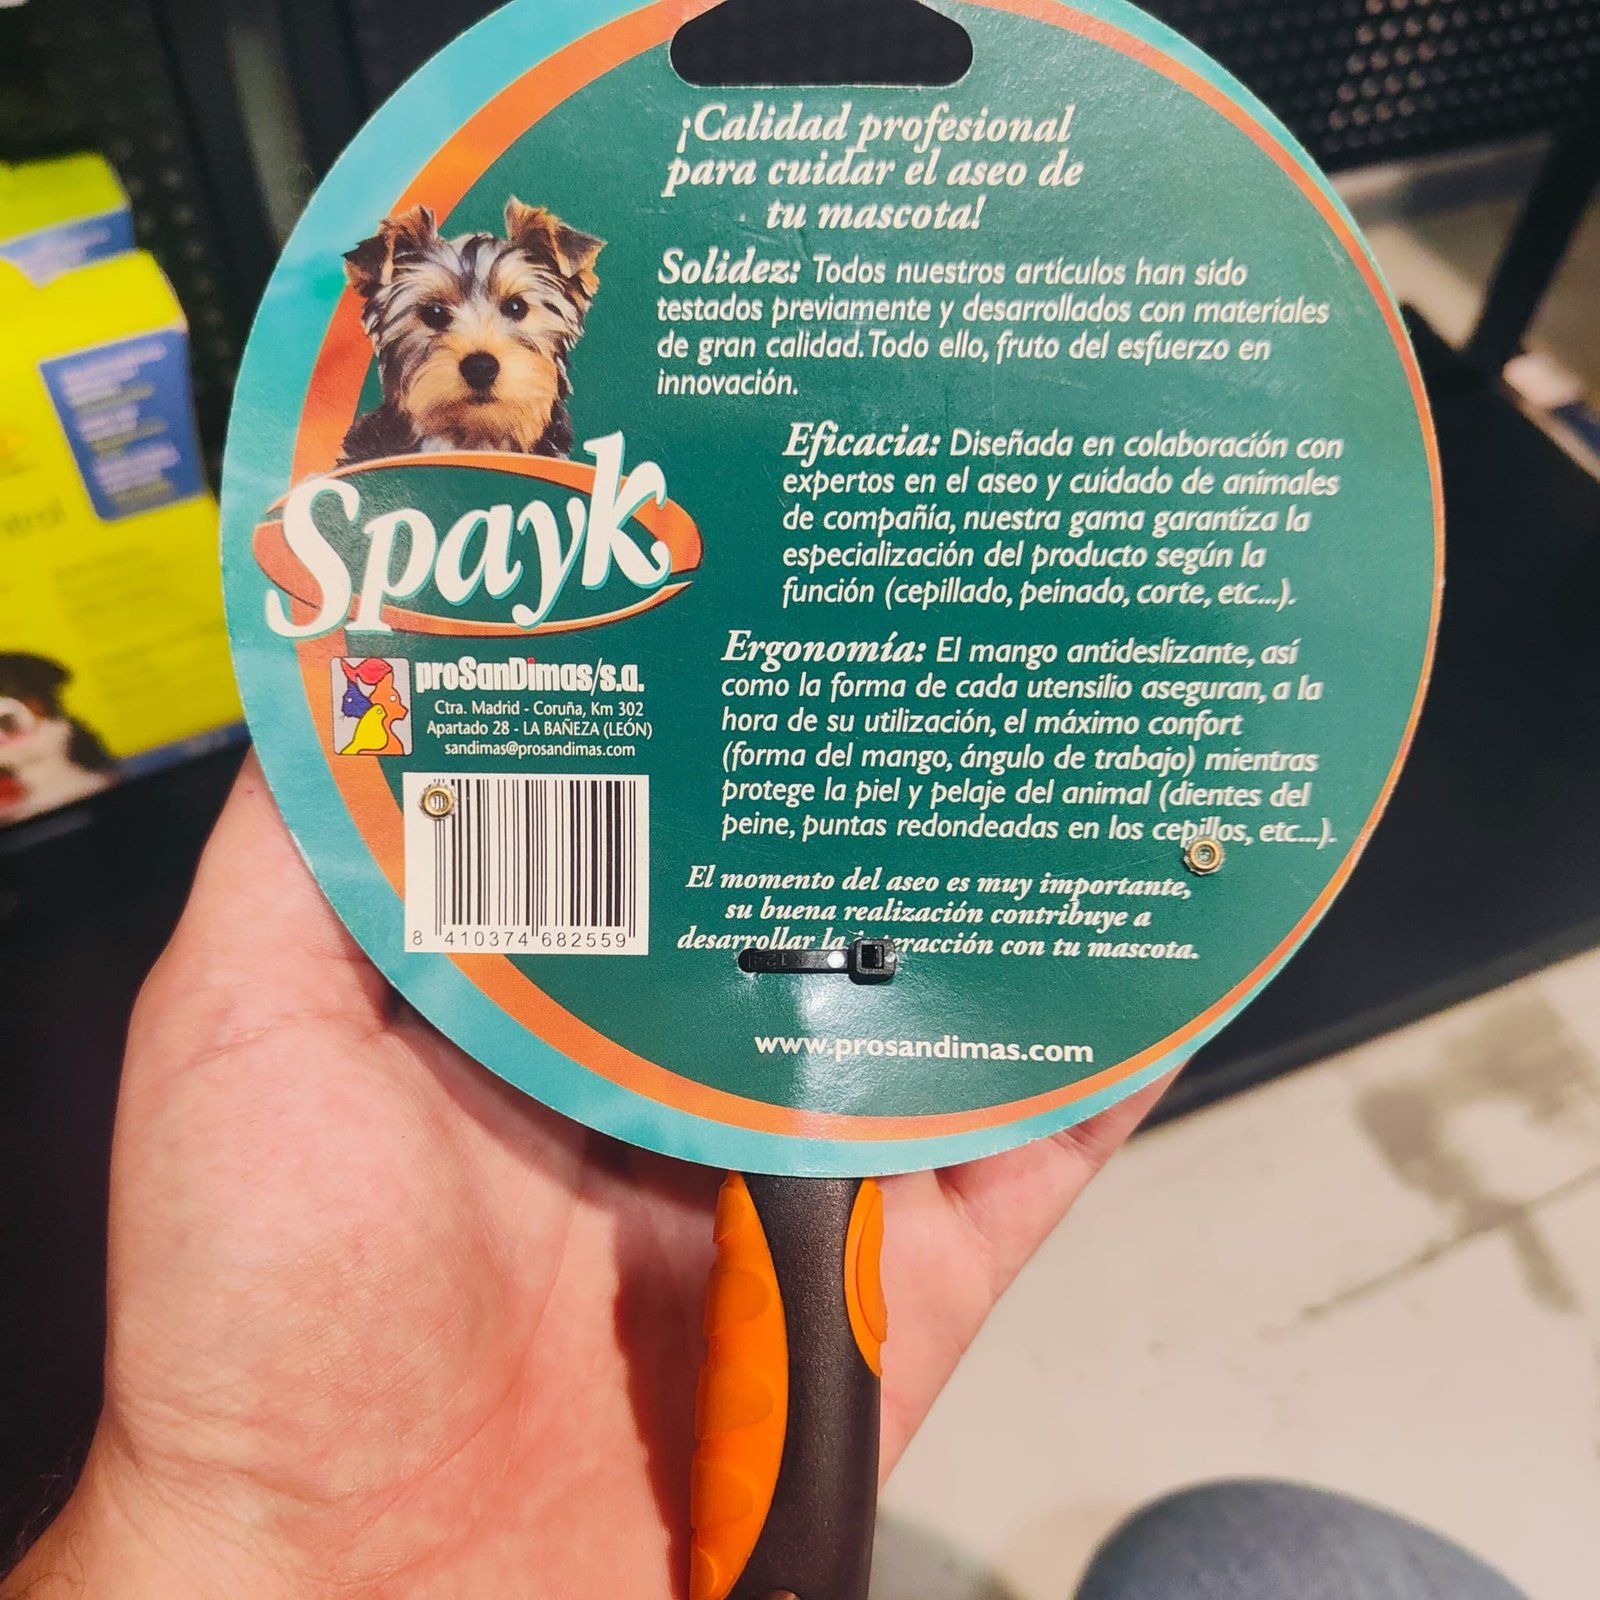 ¡Calidad profesional
para cuidar el aseo de
tu mascota!
Solidez: Todos nuestros artículos han sido
testados previamente y desarrollados con materiales
de gran calidad. Todo ello, fruto del esfuerzo en
innovación.
Eficacia: Diseñada en colaboración con
expertos en el aseo y cuidado de animales
de compañía, nuestra gama garantiza la
especialización del producto según la
función (cepillado, peinado, corte, etc...).
Spayk
Ergonomía: El mango antideslizante, así
como la forma de cada utensilio aseguran, a la
hora de su utilización, el máximo confort
(forma del mango, ángulo de trabajo) mientras
protege la piel y pelaje del animal (dientes del
peine, puntas redondeadas en los cepillos, etc...).
proSanDimas/s.a.
Ctra. Madrid - Coruña, Km 302
Apartado 28 - LA BAÑEZA (LEÓN)
sandimas@prosandimas.com
8 410374 682559
El momento del aseo es muy importante,
su buena realización contribuye a
desarrollar la interacción con tu mascota.
www.prosandimas.com